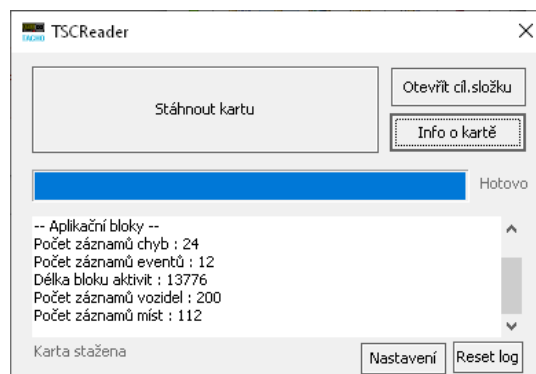 TACHO
TSCReader
Stáhnout kartu
Otevřít cíl.složku
Info o kartě
Hotovo
-- Aplikační bloky --
Počet záznamů chyb : 24
Počet záznamů eventů : 12
Délka bloku aktivit : 13776
Počet záznamů vozidel : 200
Počet záznamů míst : 112
Karta stažena
Nastavení
Reset log